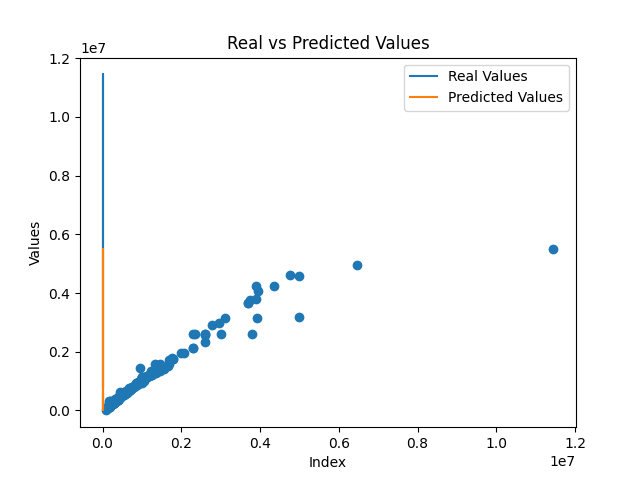 Real vs Predicted Values
1e7
1.2
1.0
0.8
0.6
0.4
0.2
0.0
Values
Real Values
Predicted Values
0.0 0.2 0.4 0.6 0.8 1.0 1.2
1e7
Index